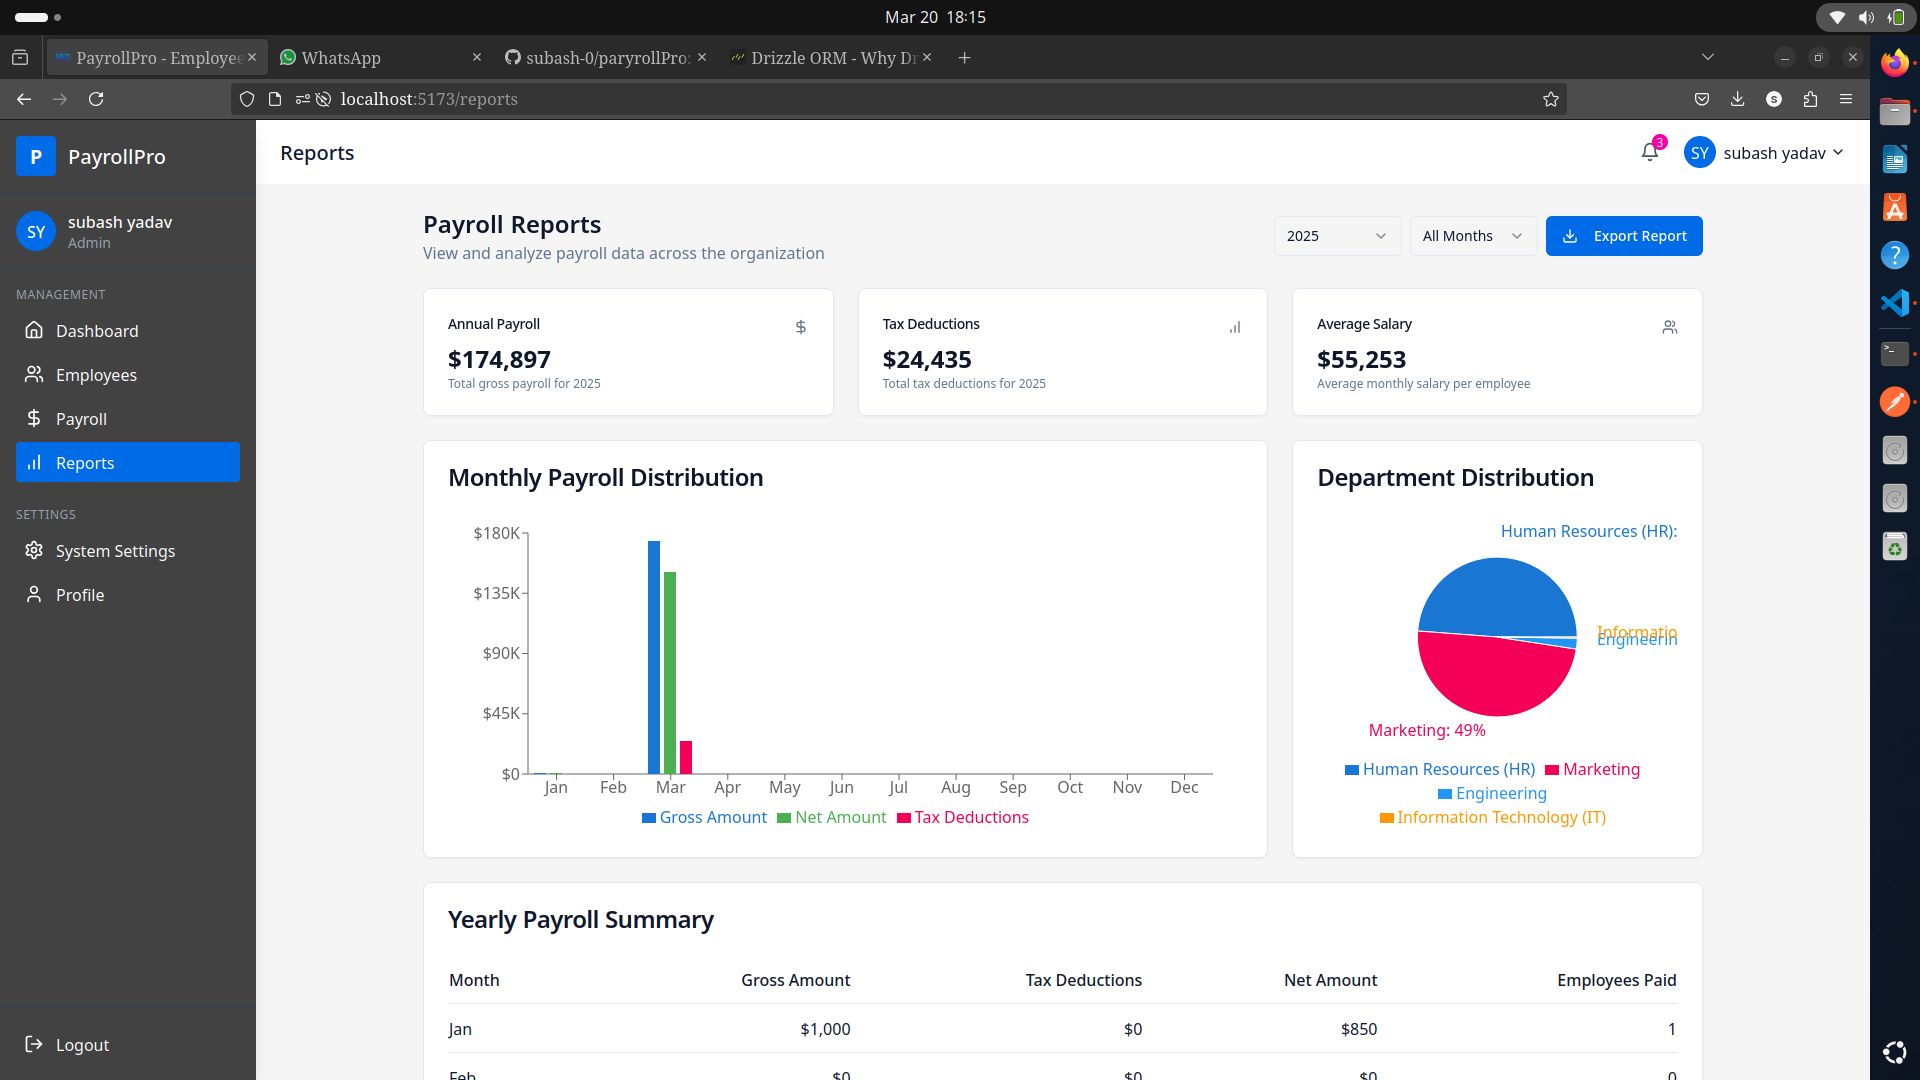 Mar 20 18:15
PayrollPro - Employee
WhatsApp
subash-0/paryrollPro:
Drizzle ORM - Why Dr
localhost:5173/reports
S
P PayrollPro
SY
subash yadav
Admin
MANAGEMENT
Dashboard
Employees
Payroll
Reports
SETTINGS
System Settings
Profile
Logout
Reports
3
SY subash yadav
Payroll Reports
View and analyze payroll data across the organization
2025
All Months
Export Report
Annual Payroll
$174,897
Total gross payroll for 2025
Tax Deductions
$24,435
Total tax deductions for 2025
Average Salary
$55,253
Average monthly salary per employee
Monthly Payroll Distribution
$180K
$135K
$90K
$45K
$0
Jan Feb Mar Apr May Jun Jul Aug Sep Oct Nov Dec
Gross Amount Net Amount Tax Deductions
Department Distribution
Human Resources (HR):
Informatio
Engineerin
Marketing: 49%
Human Resources (HR) Marketing
Engineering
Information Technology (IT)
Yearly Payroll Summary
Month Gross Amount Tax Deductions Net Amount Employees Paid
Jan $1,000 $0 $850 1
Feb $0 $0 $0 0